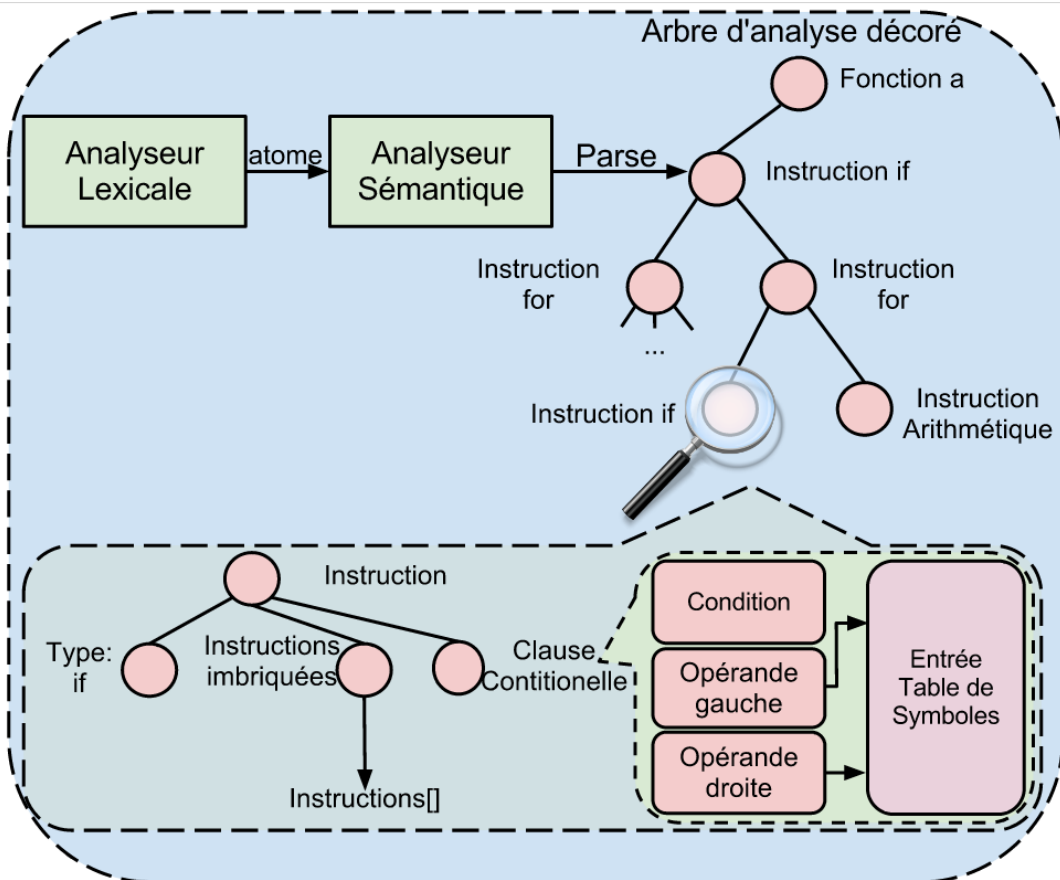 Arbre d'analyse décoré
Fonction a
Analyseur
Lexicale
atome
Analyseur
Sémantique
Parse
Instruction if
Instruction
for
Instruction
for
...
Instruction if
Instruction
Arithmétique
Instruction
Type:
if
Instructions
imbriquées
Clause
Contitionelle
Instructions[]
Condition
Opérande
gauche
Opérande
droite
Entrée
Table de
Symboles